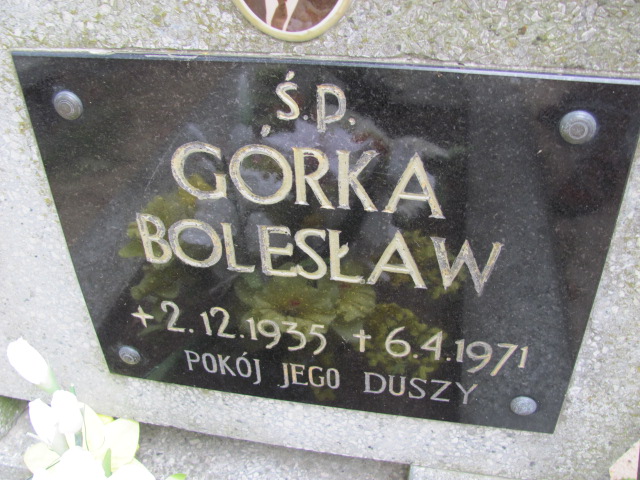 ś.p.
GÓRKA
BOLESŁAW
+ 2.12.1935 + 6.4.1971
POKÓJ JEGO DUSZY